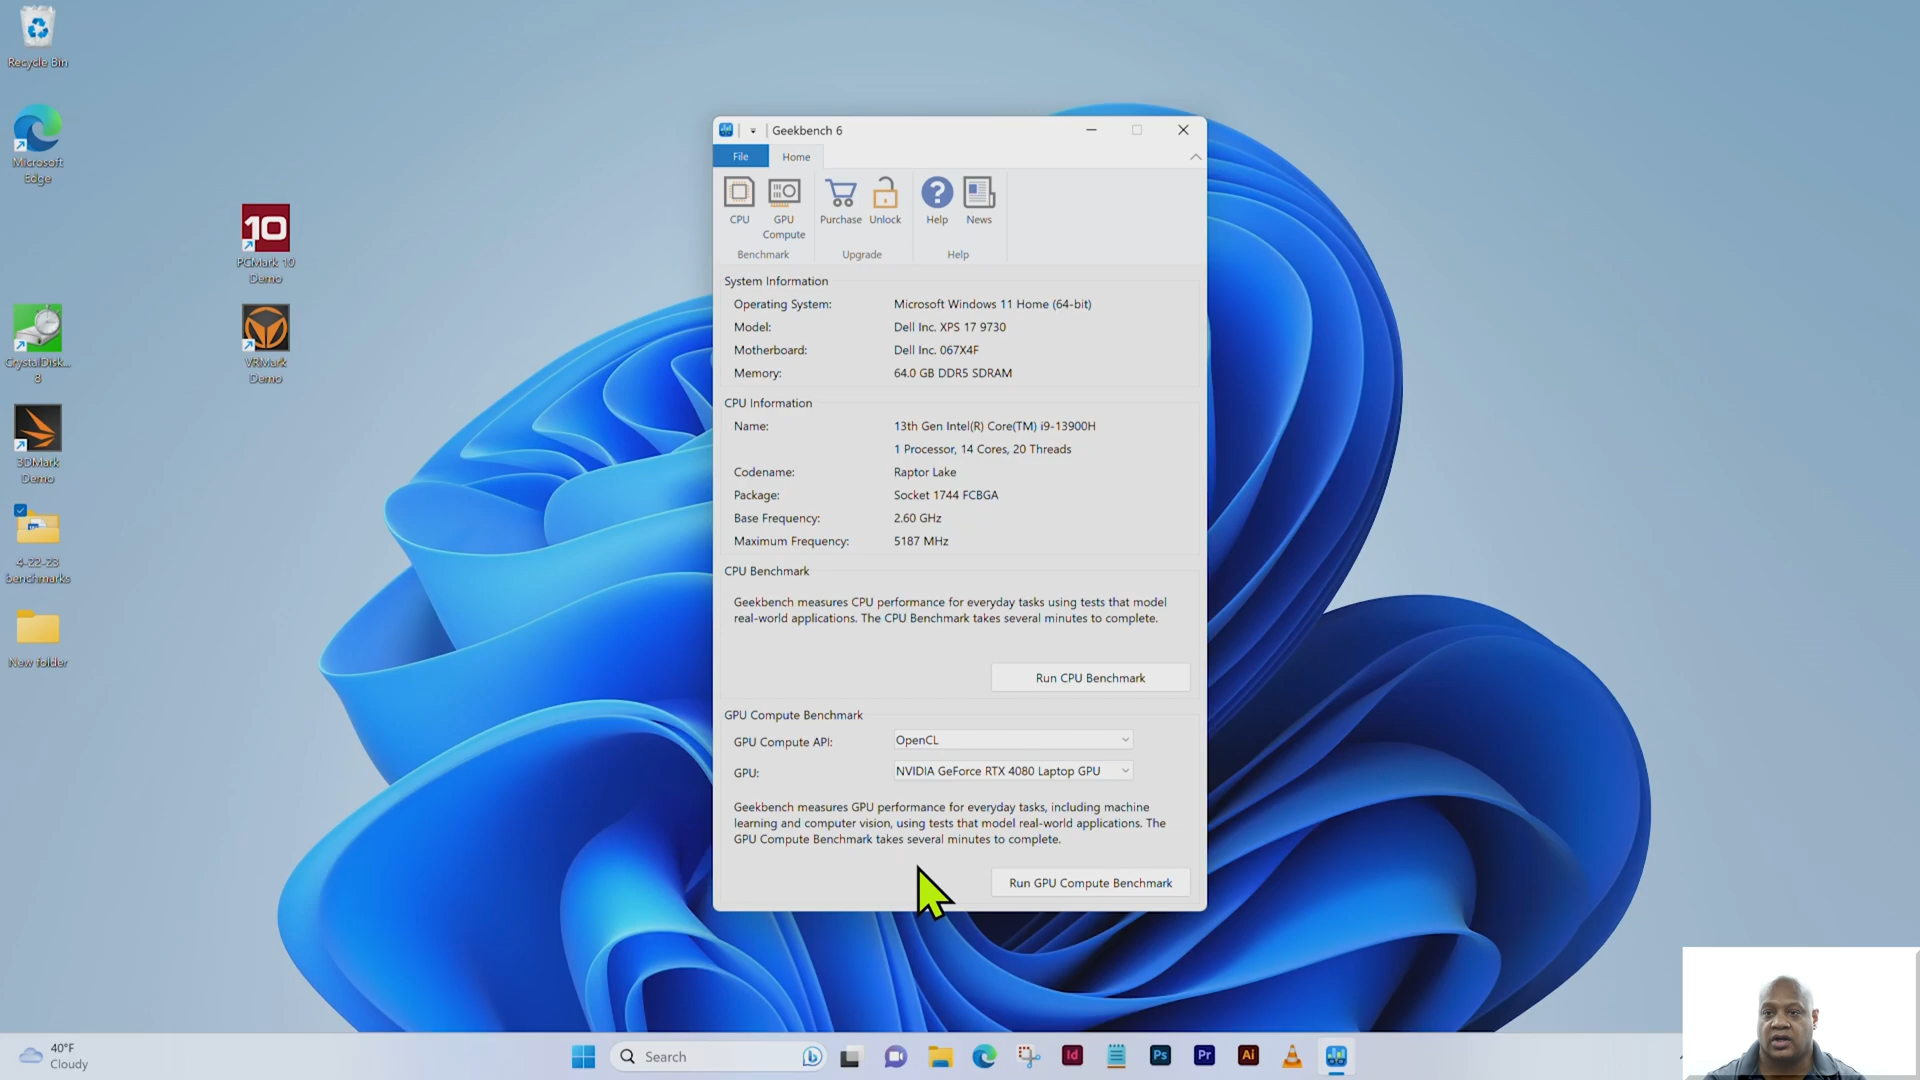 Recycle Bin
Microsoft
Edge
10
PCMark 10
Demo
CrystalDisk...
8
VRMark
Demo
3DMark
Demo
4-22-23
benchmarks
New folder
Geekbench 6
File
Home
CPU
GPU
Compute
Purchase
Unlock
Help
News
Benchmark
Upgrade
Help
System Information
Operating System: Microsoft Windows 11 Home (64-bit)
Model: Dell Inc. XPS 17 9730
Motherboard: Dell Inc. 067X4F
Memory: 64.0 GB DDR5 SDRAM
CPU Information
Name: 13th Gen Intel(R) Core(TM) i9-13900H
1 Processor, 14 Cores, 20 Threads
Codename: Raptor Lake
Package: Socket 1744 FCBGA
Base Frequency: 2.60 GHz
Maximum Frequency: 5187 MHz
CPU Benchmark
Geekbench measures CPU performance for everyday tasks using tests that model
real-world applications. The CPU Benchmark takes several minutes to complete.
Run CPU Benchmark
GPU Compute Benchmark
GPU Compute API: OpenCL
GPU: NVIDIA GeForce RTX 4080 Laptop GPU
Geekbench measures GPU performance for everyday tasks, including machine
learning and computer vision, using tests that model real-world applications. The
GPU Compute Benchmark takes several minutes to complete.
Run GPU Compute Benchmark
40°F
Cloudy
Search
Id
Ps
Pr
Ai